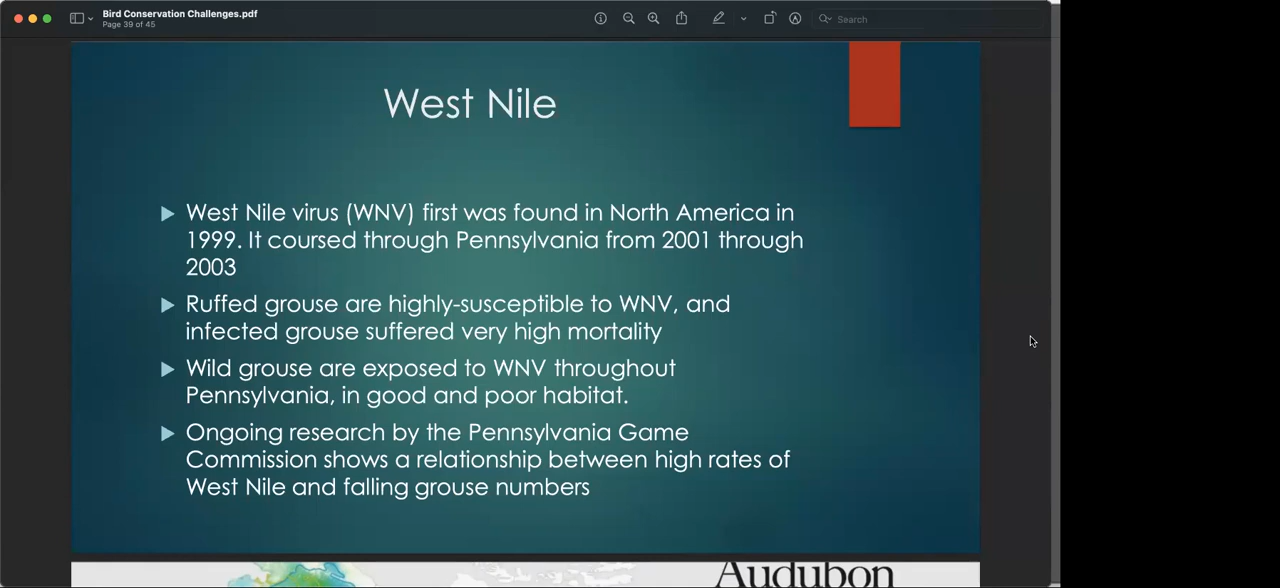 Bird Conservation Challenges.pdf
Page 39 of 45
Search
West Nile
West Nile virus (WNV) first was found in North America in
1999. It coursed through Pennsylvania from 2001 through
2003
Ruffed grouse are highly-susceptible to WNV, and
infected grouse suffered very high mortality
Wild grouse are exposed to WNV throughout
Pennsylvania, in good and poor habitat.
Ongoing research by the Pennsylvania Game
Commission shows a relationship between high rates of
West Nile and falling grouse numbers
Audubon